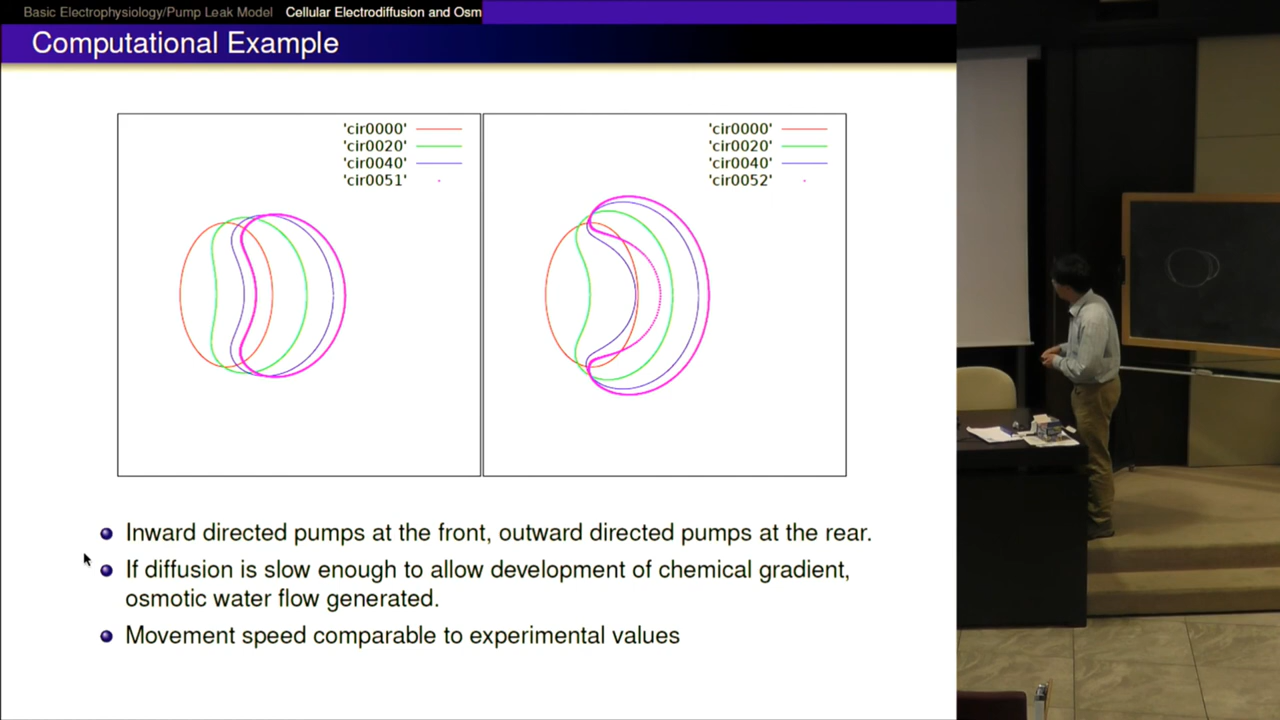 Basic Electrophysiology/Pump Leak Model Cellular Electrodiffusion and Osm
Computational Example
'cir0000'
'cir0020'
'cir0040'
'cir0051'
'cir0000'
'cir0020'
'cir0040'
'cir0052'
Inward directed pumps at the front, outward directed pumps at the rear.
If diffusion is slow enough to allow development of chemical gradient,
osmotic water flow generated.
Movement speed comparable to experimental values